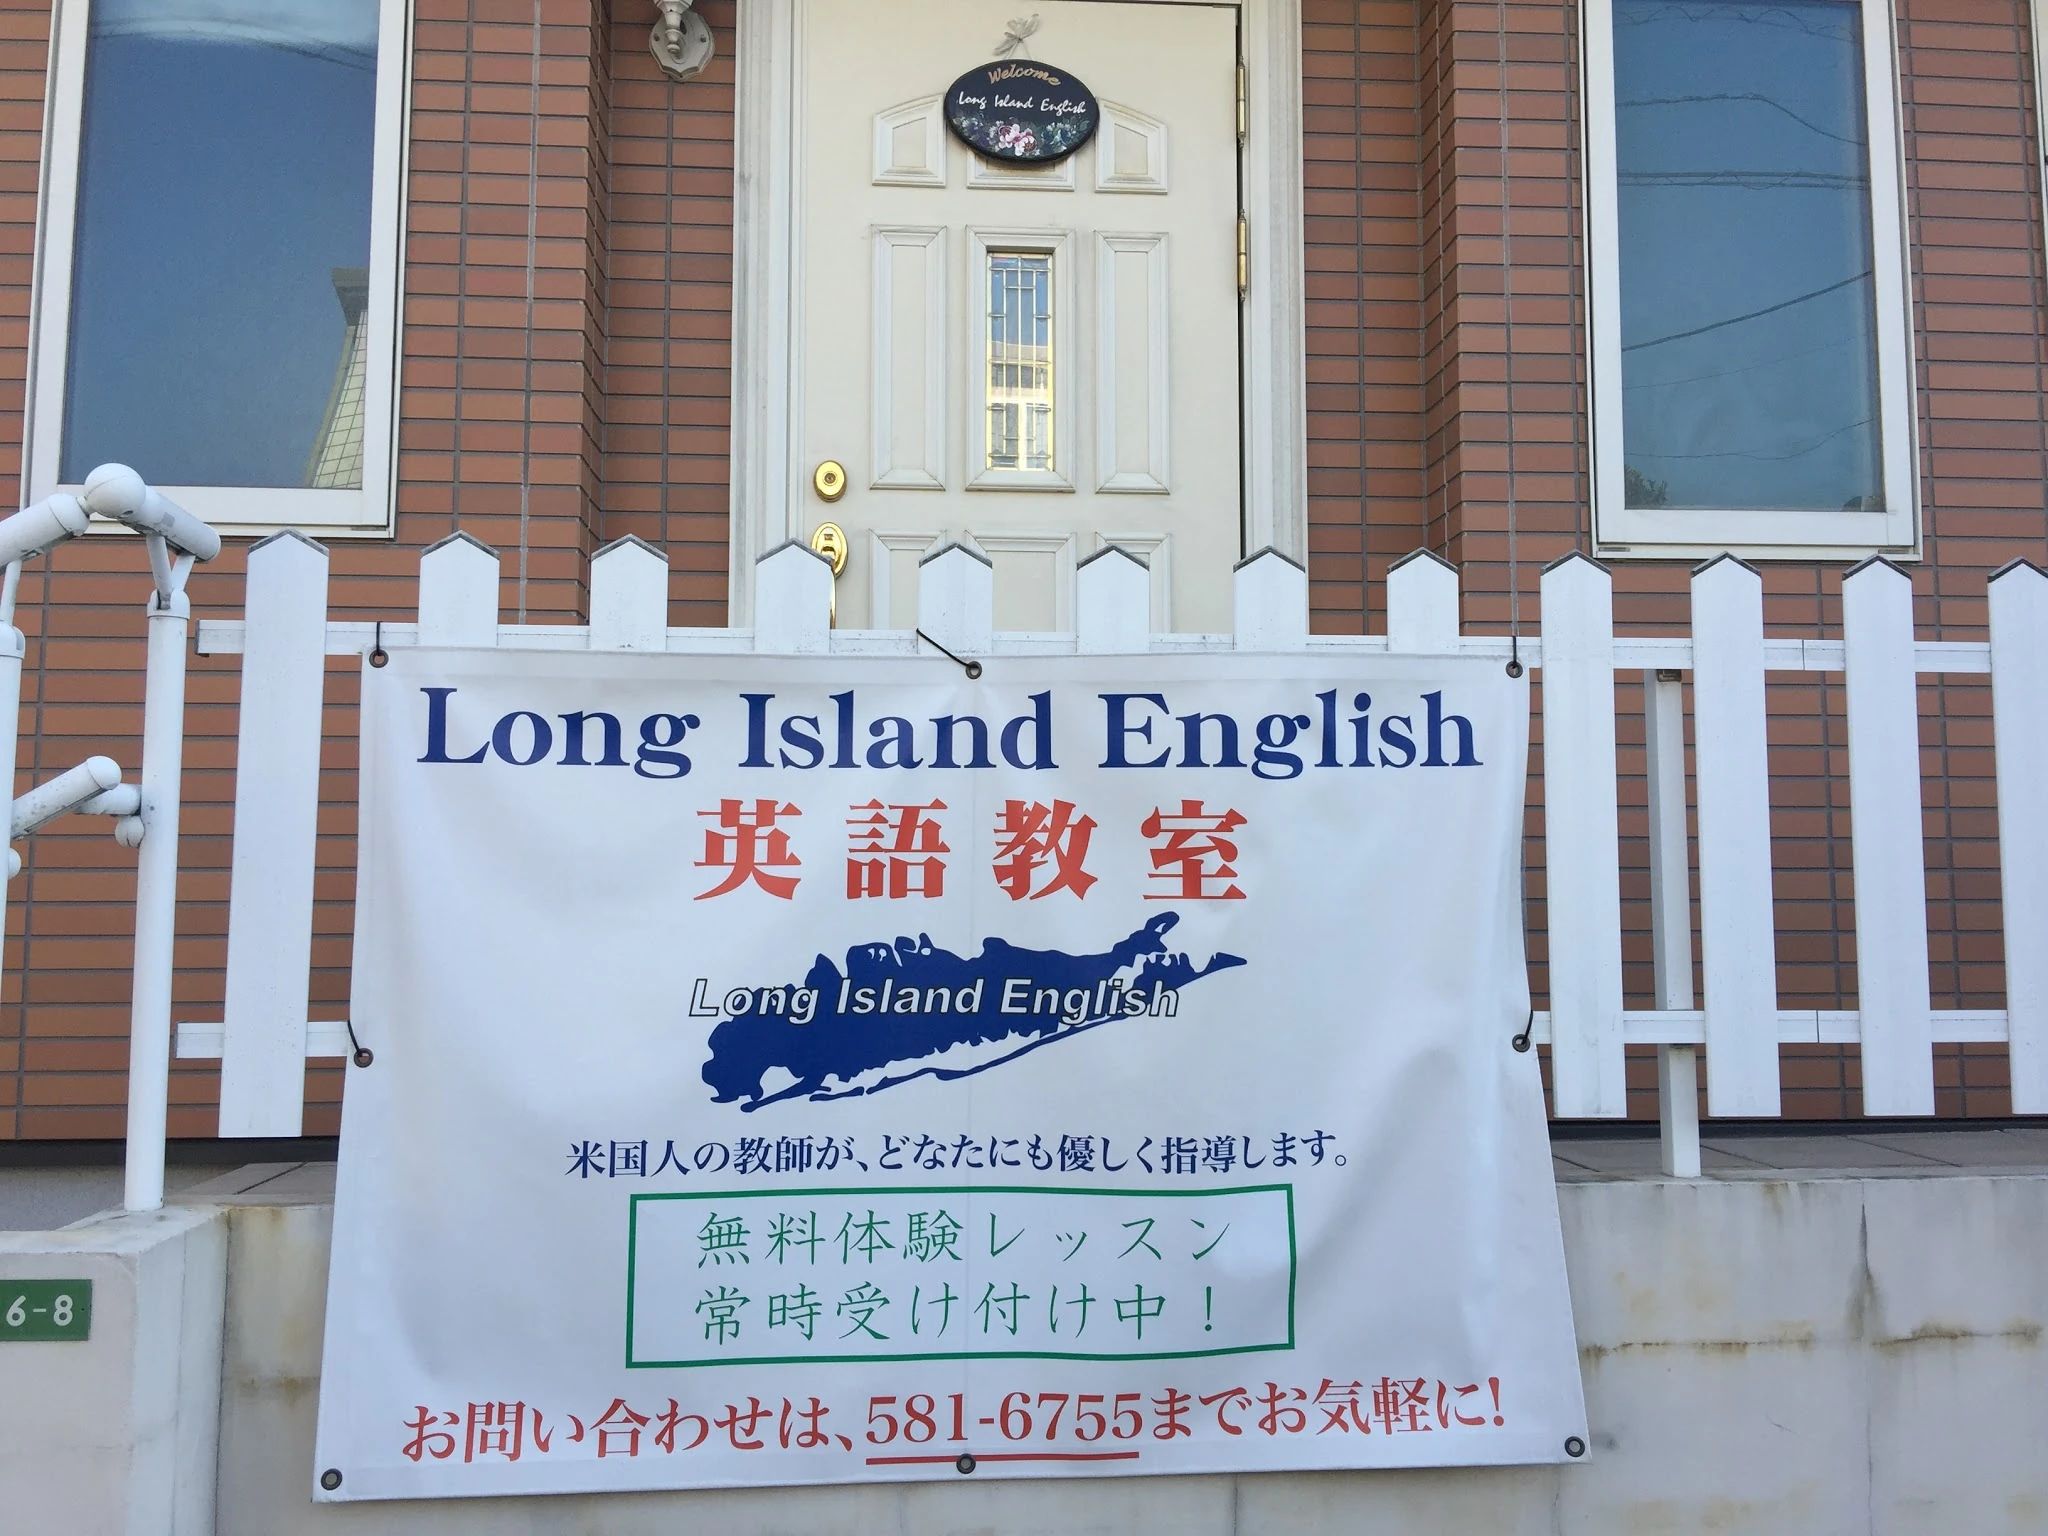 Welcome
Long Island English
Long Island English
英語教室
Long Island English
米国人の教師が、どなたにも優しく指導します。
無料体験レッスン
常時受け付け中！
お問い合わせは、581-6755までお気軽に!
6-8